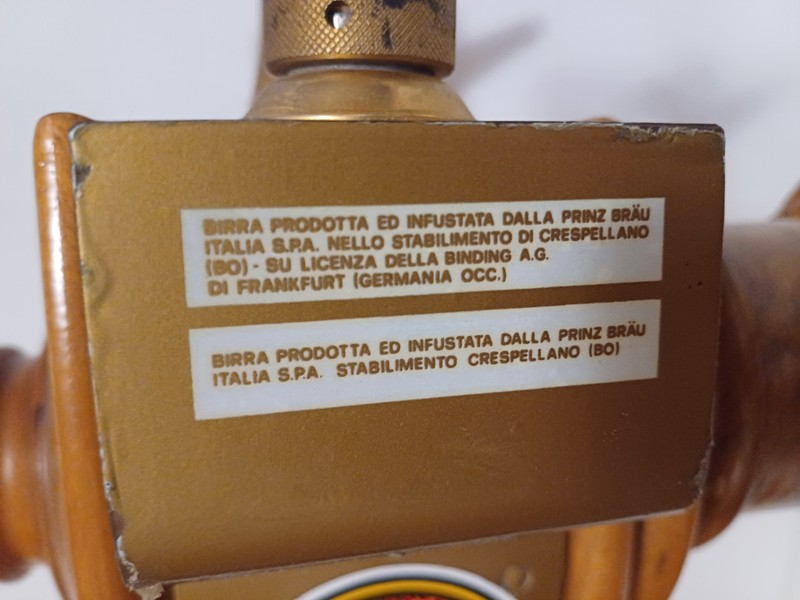 BIRRA PRODOTTA ED INFUSTATA DALLA PRINZ BRÄU
ITALIA S.P.A. NELLO STABILIMENTO DI CRESPELLANO
(BO) - SU LICENZA DELLA BINDING A.G.
DI FRANKFURT (GERMANIA OCC.)
BIRRA PRODOTTA ED INFUSTATA DALLA PRINZ BRÄU
ITALIA S.P.A. STABILIMENTO CRESPELLANO (BO)